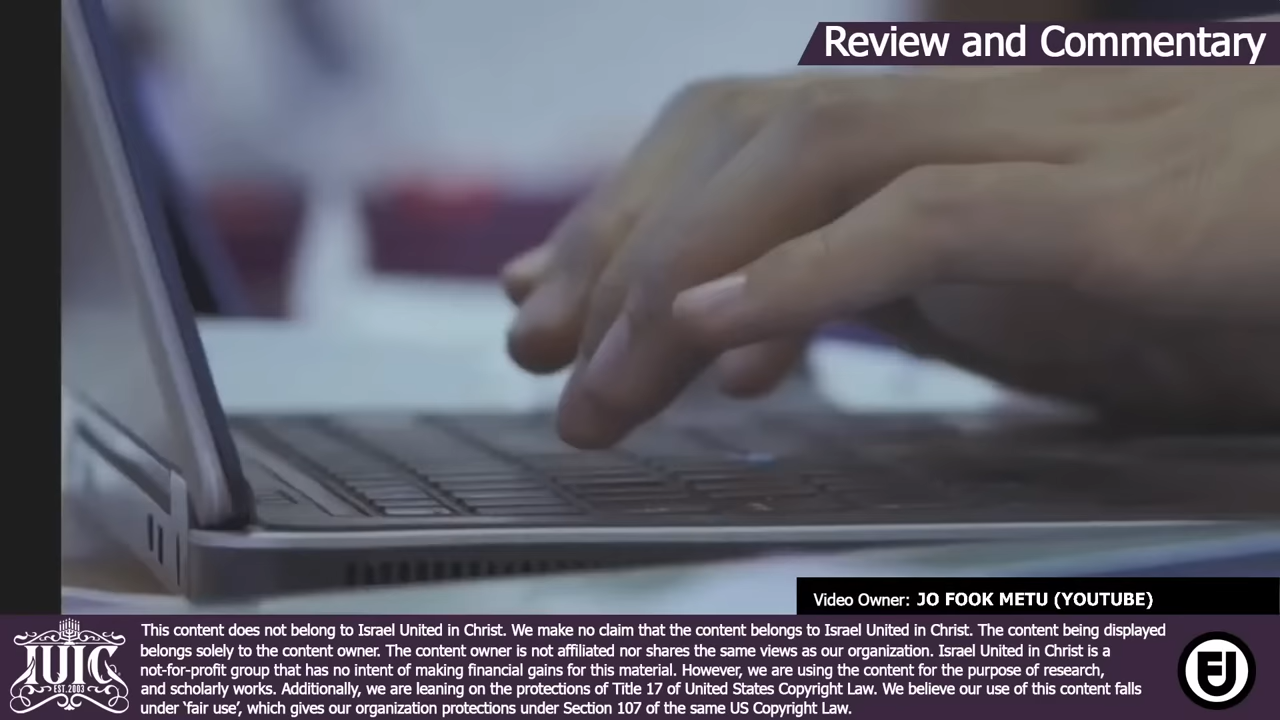 Review and Commentary
Video Owner: JO FOOK METU (YOUTUBE)
This content does not belong to Israel United in Christ. We make no claim that the content belongs to Israel United in Christ. The content being displayed
belongs solely to the content owner. The content owner is not affiliated nor shares the same views as our organization. Israel United in Christ is a
not-for-profit group that has no intent of making financial gains for this material. However, we are using the content for the purpose of research,
and scholarly works. Additionally, we are leaning on the protections of Title 17 of United States Copyright Law. We believe our use of this content falls
under ‘fair use’, which gives our organization protections under Section 107 of the same US Copyright Law.
IUIC
EST. 2003